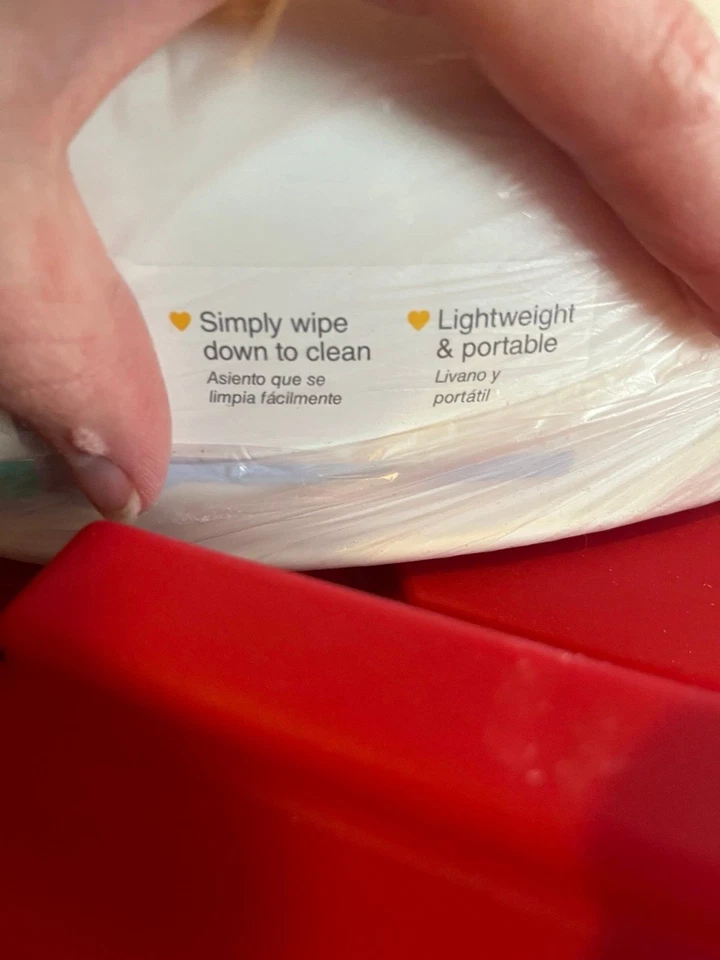 Simply wipe
down to clean
Asiento que se
limpia fácilmente
Lightweight
& portable
Livano y
portátil